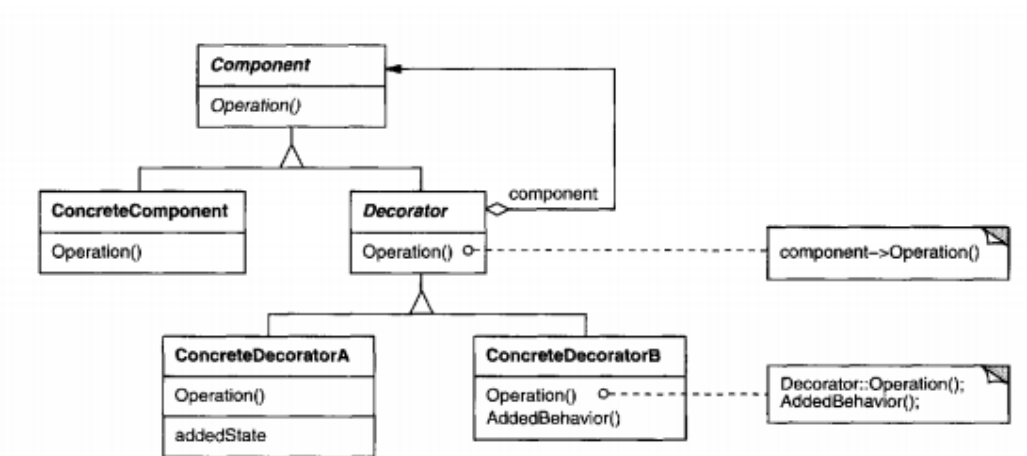 Component
Operation()
component
ConcreteComponent
Operation()
Decorator
Operation()
component–>Operation()
ConcreteDecoratorA
Operation()
addedState
ConcreteDecoratorB
Operation()
AddedBehavior()
Decorator::Operation();
AddedBehavior();